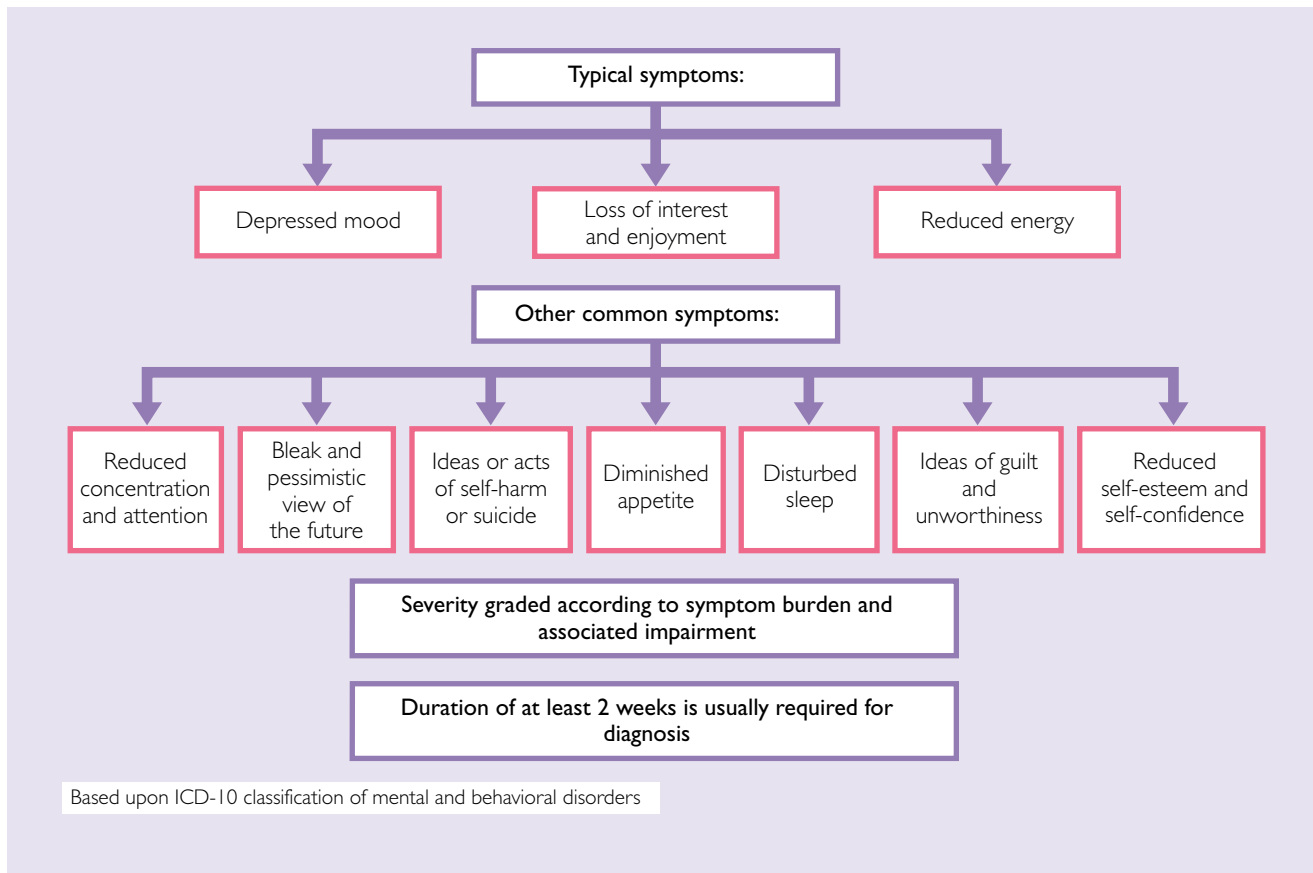 Typical symptoms:
Depressed mood
Loss of interest
and enjoyment
Reduced energy
Other common symptoms:
Reduced
concentration
and attention
Bleak and
pessimistic
view of
the future
Ideas or acts
of self-harm
or suicide
Diminished
appetite
Disturbed
sleep
Ideas of guilt
and
unworthiness
Reduced
self-esteem and
self-confidence
Severity graded according to symptom burden and
associated impairment
Duration of at least 2 weeks is usually required for
diagnosis
Based upon ICD-10 classification of mental and behavioral disorders